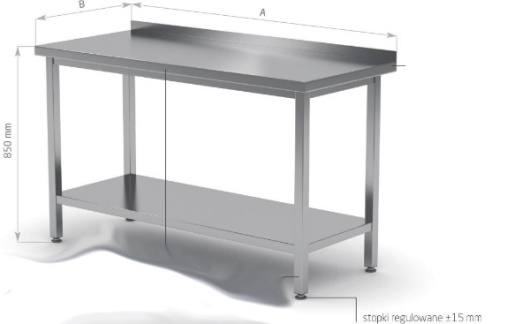 B
A
850 mm
stopki regulowane ±15 mm